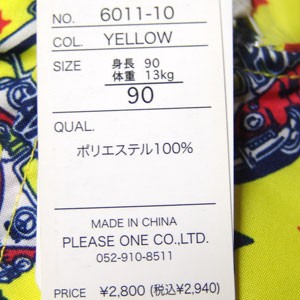 NO. 6011-10
COL. YELLOW
SIZE 身長 90
体重 13kg
90
QUAL.
ポリエステル100%
MADE IN CHINA
PLEASE ONE CO.,LTD.
052-910-8511
PRICE ¥2,800 (税込¥2,940)